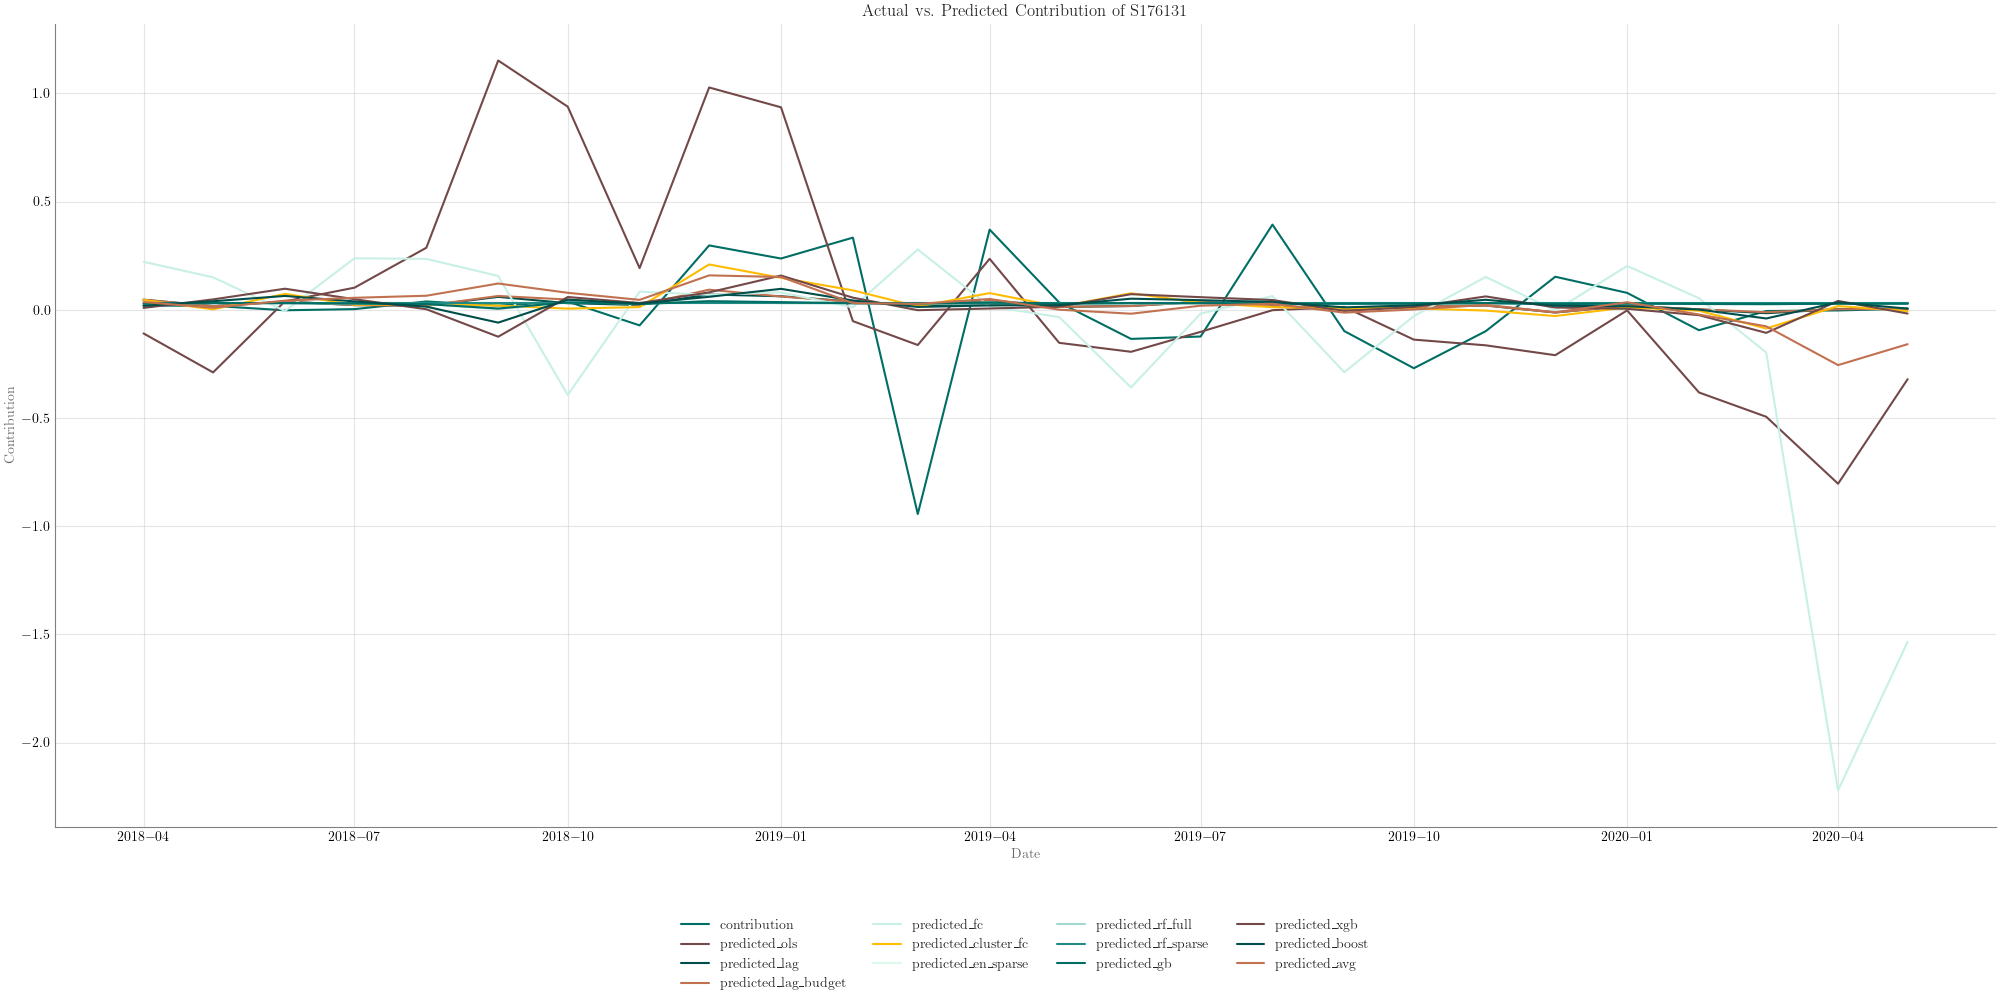 Actual vs. Predicted Contribution of S176131
1.0
0.5
0.0
−0.5
−1.0
−1.5
−2.0
Contribution
2018−04
2018−07
2018−10
2019−01
2019−04
2019−07
2019−10
2020−01
2020−04
Date
contribution
predicted_ols
predicted_lag
predicted_lag_budget
predicted_fc
predicted_cluster_fc
predicted_en_sparse
predicted_rf_full
predicted_rf_sparse
predicted_gb
predicted_xgb
predicted_boost
predicted_avg